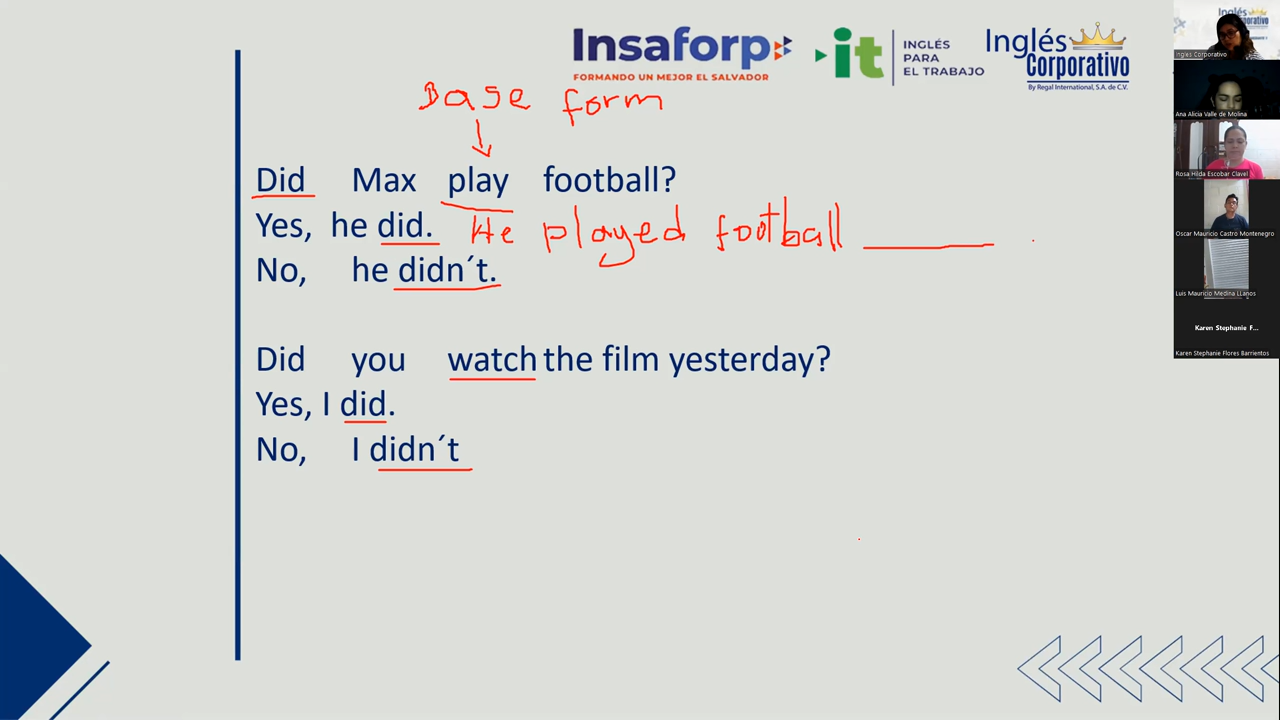 Insaforp
FORMANDO UN MEJOR EL SALVADOR
it
INGLÉS
PARA
EL TRABAJO
Inglés
Corporativo
By Regal International, S.A. de C.V.
Base form
Did Max play football?
Yes, he did. He played football
No, he didn´t.
Did you watch the film yesterday?
Yes, I did.
No, I didn´t
Inglés Corporativo
Ana Alicia Valle de Molina
Rosa Hilda Escobar Clavel
Oscar Mauricio Castro Montenegro
Luis Mauricio Medina LLanos
Karen Stephanie F...
Karen Stephanie Flores Barrientos